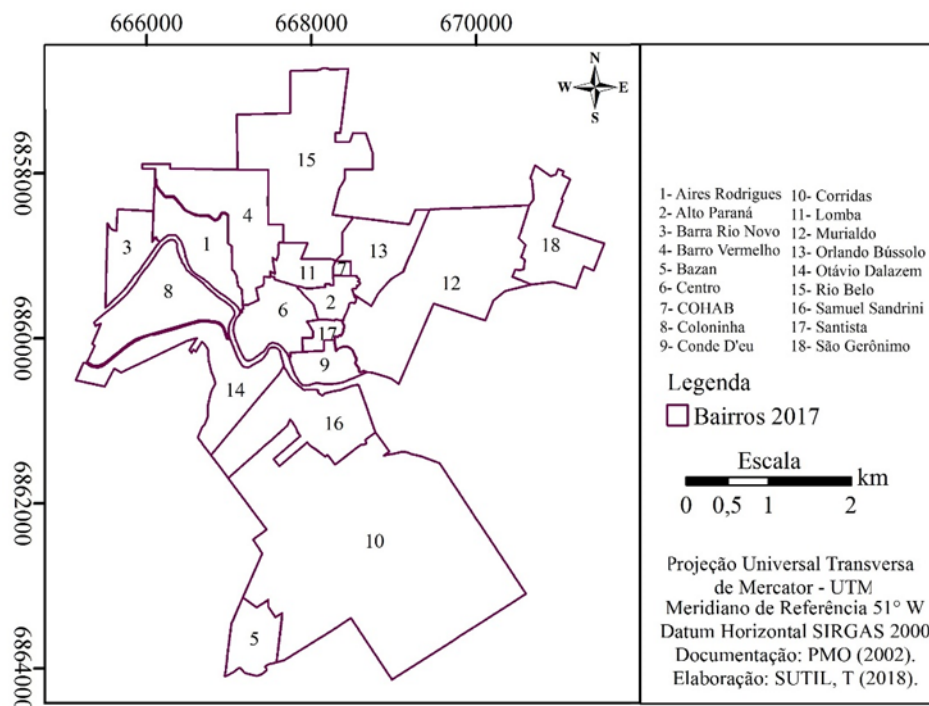 666000 668000 670000
6858000
6860000
6862000
6864000
N
W E
S
15
4
3
1
13
18
8
11
7
12
2
6
17
9
14
16
10
5
1- Aires Rodrigues
2- Alto Paraná
3- Barra Rio Novo
4- Barro Vermelho
5- Bazan
6- Centro
7- COHAB
8- Coloninha
9- Conde D'eu
10- Corridas
11- Lomba
12- Murialdo
13- Orlando Bússolo
14- Otávio Dalazem
15- Rio Belo
16- Samuel Sandrini
17- Santista
18- São Gerônimo
Legenda
Bairros 2017
Escala
km
0 0,5 1 2
Projeção Universal Transversa
de Mercator - UTM
Meridiano de Referência 51° W
Datum Horizontal SIRGAS 2000
Documentação: PMO (2002).
Elaboração: SUTIL, T (2018).